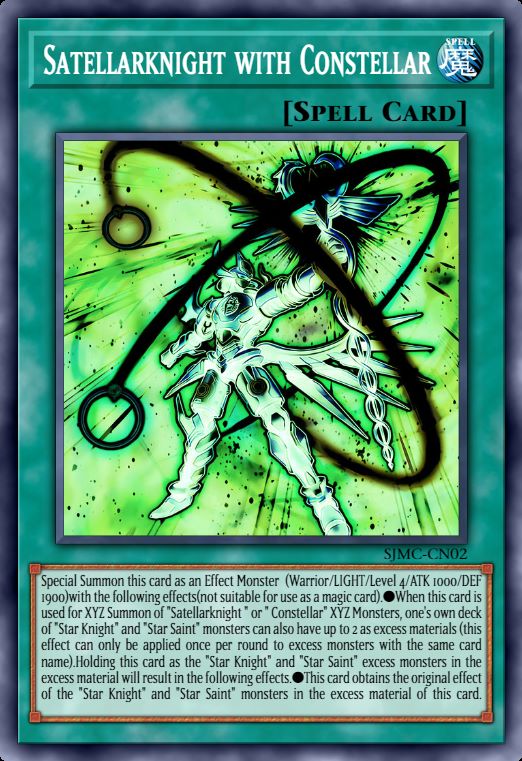 SATELLARKNIGHT WITH CONSTELLAR
SPELL
魔
[SPELL CARD]
SJMC-CN02
Special Summon this card as an Effect Monster (Warrior/LIGHT/Level 4/ATK 1000/DEF
1900)with the following effects(not suitable for use as a magic card).●When this card is
used for XYZ Summon of "Satellarknight " or " Constellar" XYZ Monsters, one's own deck
of "Star Knight" and "Star Saint" monsters can also have up to 2 as excess materials (this
effect can only be applied once per round to excess monsters with the same card
name).Holding this card as the "Star Knight" and "Star Saint" excess monsters in the
excess material will result in the following effects.●This card obtains the original effect
of the "Star Knight" and "Star Saint" monsters in the excess material of this card.